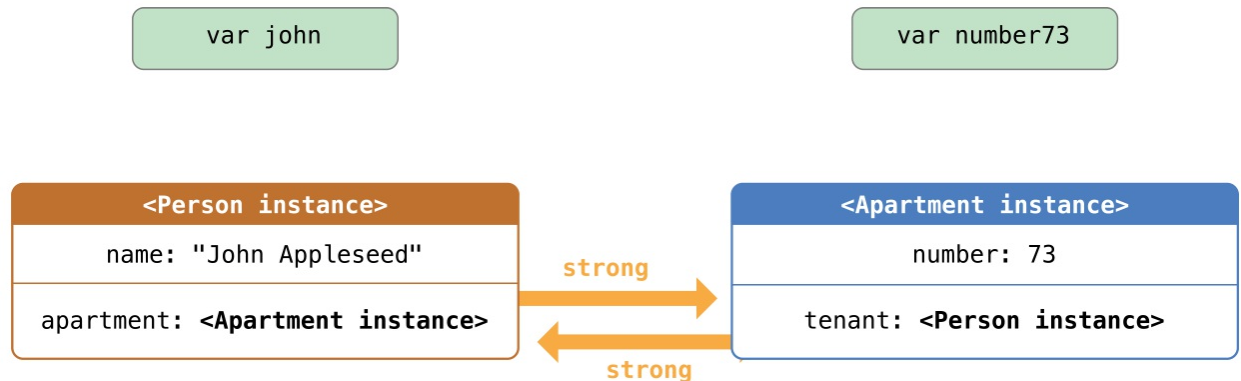 var john
var number73
<Person instance>
name: "John Appleseed"
apartment: <Apartment instance>
strong
strong
<Apartment instance>
number: 73
tenant: <Person instance>